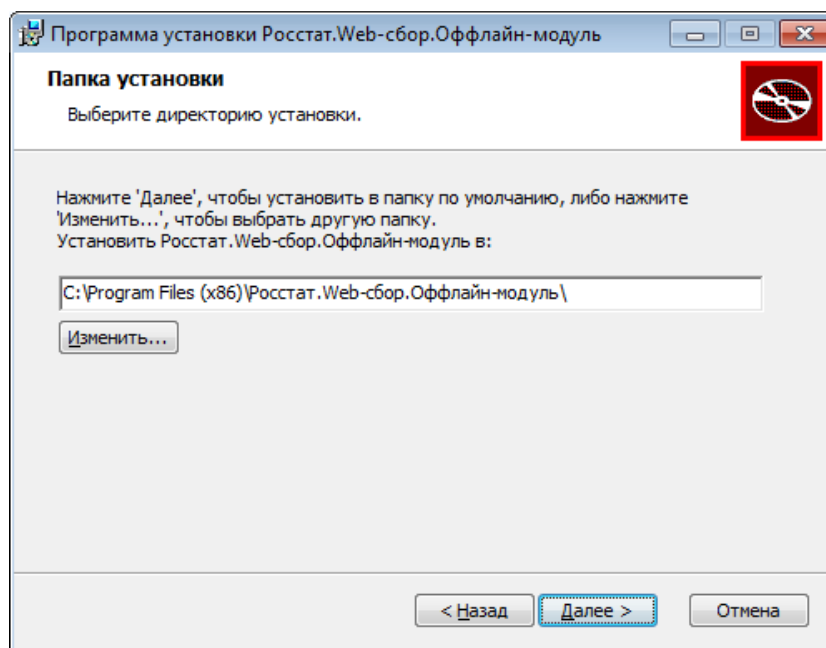 Программа установки Росстат.Web-сбор.Оффлайн-модуль
Папка установки
Выберите директорию установки.
Нажмите 'Далее', чтобы установить в папку по умолчанию, либо нажмите
'Изменить...', чтобы выбрать другую папку.
Установить Росстат.Web-сбор.Оффлайн-модуль в:
C:\Program Files (x86)\Росстат.Web-сбор.Оффлайн-модуль\
Изменить...
< Назад
Далее >
Отмена